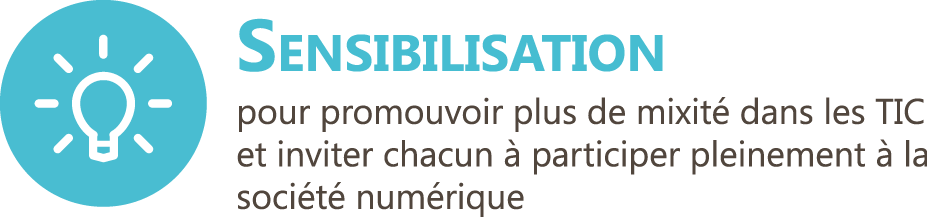 SENSIBILISATION
pour promouvoir plus de mixité dans les TIC
et inviter chacun à participer pleinement à la
société numérique